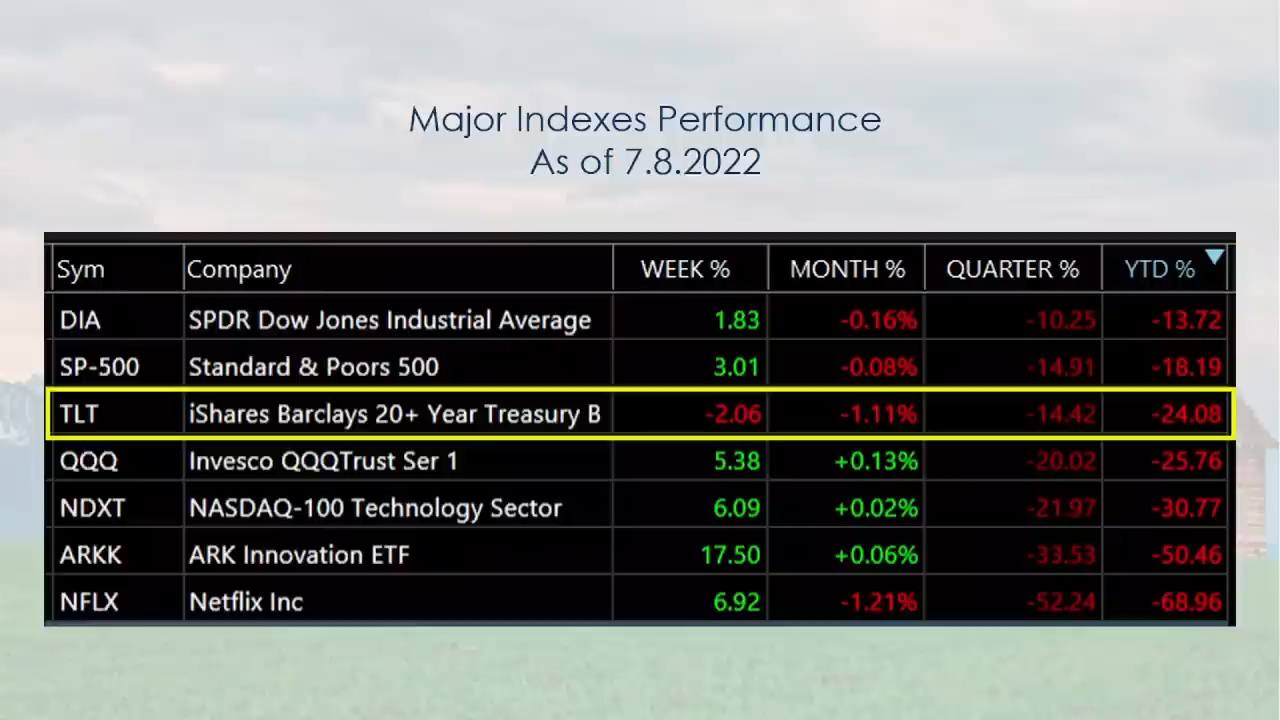 Major Indexes Performance
As of 7.8.2022
Sym Company WEEK % MONTH % QUARTER % YTD %
DIA SPDR Dow Jones Industrial Average 1.83 -0.16% -10.25 -13.72
SP-500 Standard & Poors 500 3.01 -0.08% -14.91 -18.19
TLT iShares Barclays 20+ Year Treasury B -2.06 -1.11% -14.42 -24.08
QQQ Invesco QQQTrust Ser 1 5.38 +0.13% -20.02 -25.76
NDXT NASDAQ-100 Technology Sector 6.09 +0.02% -21.97 -30.77
ARKK ARK Innovation ETF 17.50 +0.06% -33.53 -50.46
NFLX Netflix Inc 6.92 -1.21% -52.24 -68.96